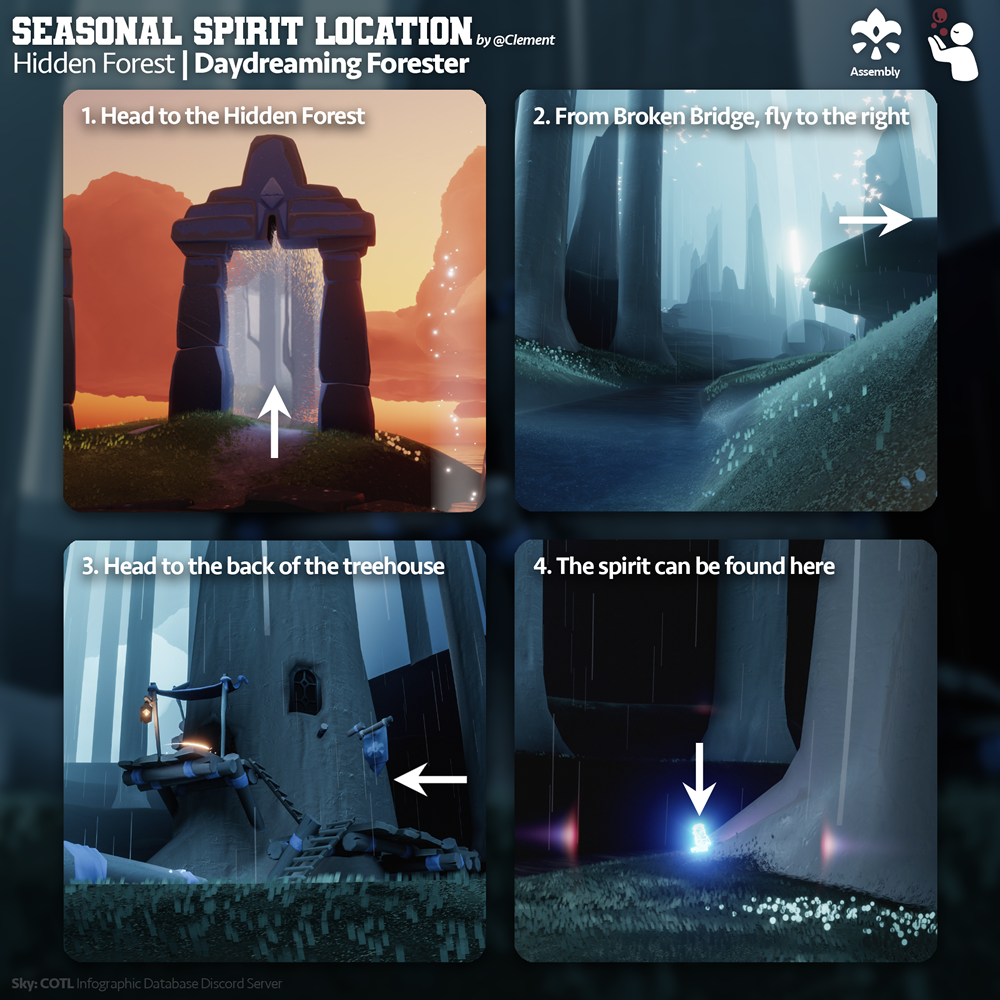 SEASONAL SPIRIT LOCATION by @Clement
Hidden Forest | Daydreaming Forester
Assembly
1. Head to the Hidden Forest
2. From Broken Bridge, fly to the right
3. Head to the back of the treehouse
4. The spirit can be found here
Sky: COTL Infographic Database Discord Server